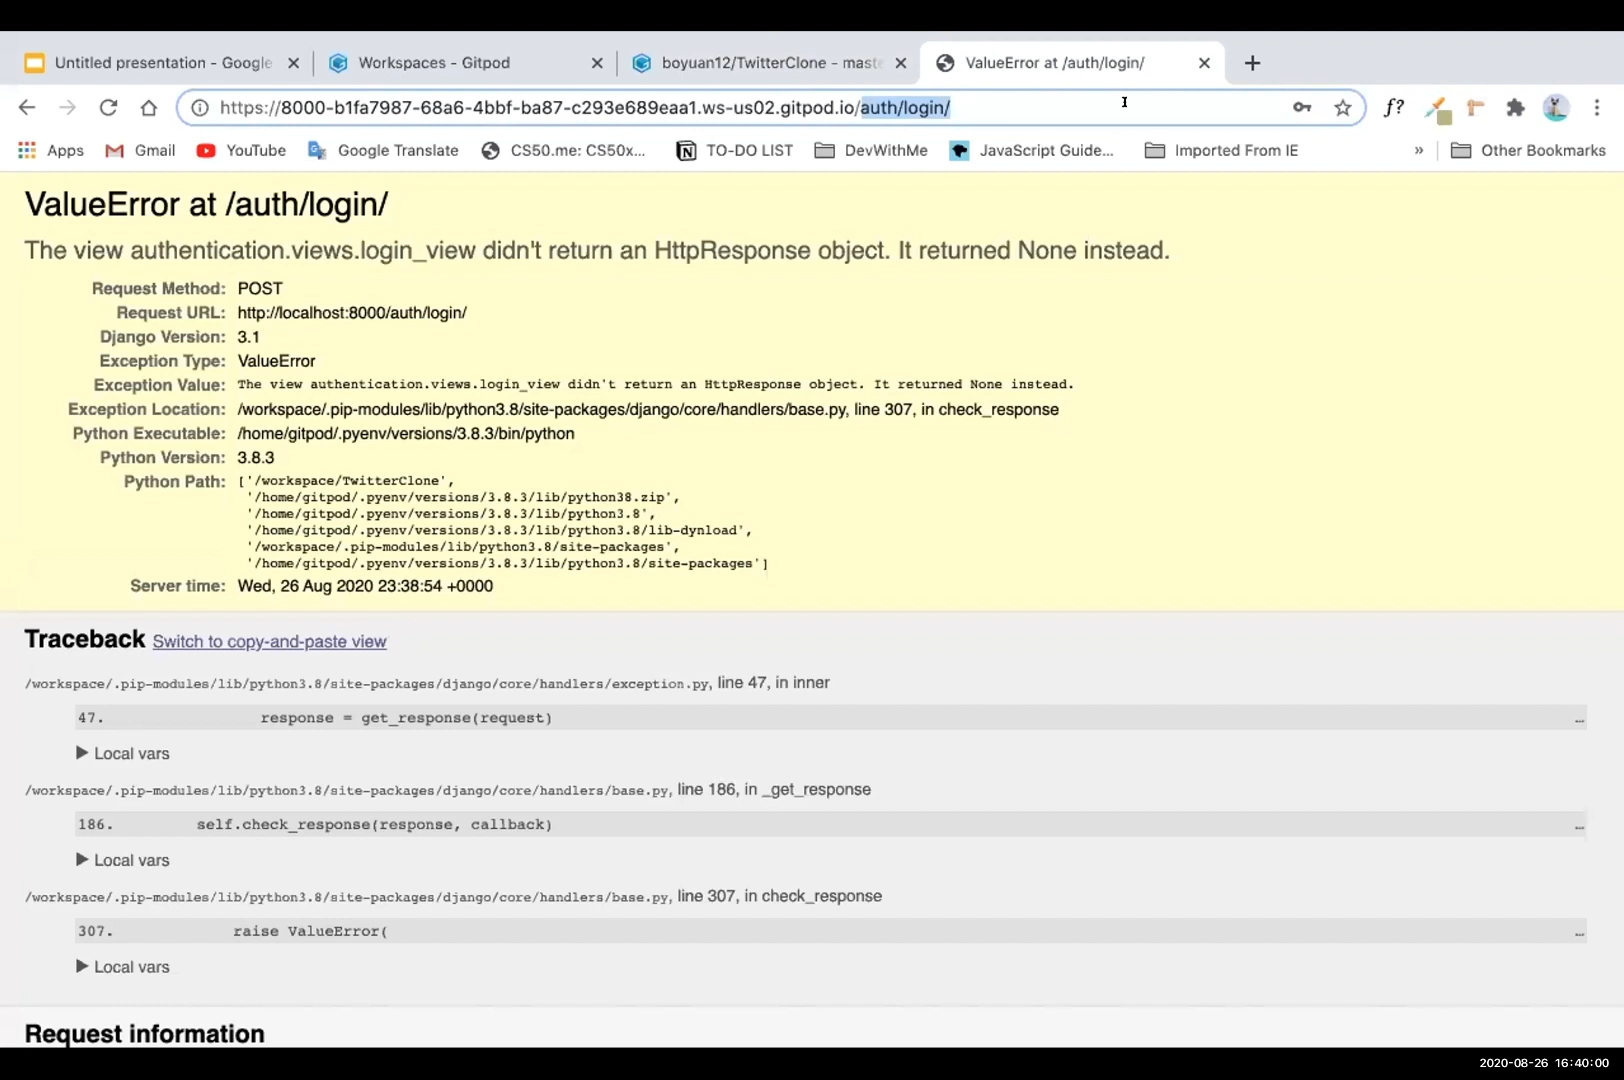 Untitled presentation - Google
Workspaces - Gitpod
boyuan12/TwitterClone - maste
ValueError at /auth/login/
https://8000-b1fa7987-68a6-4bbf-ba87-c293e689eaa1.ws-us02.gitpod.io/auth/login/
f?
Apps
Gmail
YouTube
Google Translate
CS50.me: CS50x...
TO-DO LIST
DevWithMe
JavaScript Guide...
Imported From IE
»
Other Bookmarks
ValueError at /auth/login/
The view authentication.views.login_view didn't return an HttpResponse object. It returned None instead.
Request Method: POST
Request URL: http://localhost:8000/auth/login/
Django Version: 3.1
Exception Type: ValueError
Exception Value: The view authentication.views.login_view didn't return an HttpResponse object. It returned None instead.
Exception Location: /workspace/.pip-modules/lib/python3.8/site-packages/django/core/handlers/base.py, line 307, in check_response
Python Executable: /home/gitpod/.pyenv/versions/3.8.3/bin/python
Python Version: 3.8.3
Python Path: ['/workspace/TwitterClone',
'/home/gitpod/.pyenv/versions/3.8.3/lib/python38.zip',
'/home/gitpod/.pyenv/versions/3.8.3/lib/python3.8',
'/home/gitpod/.pyenv/versions/3.8.3/lib/python3.8/lib-dynload',
'/workspace/.pip-modules/lib/python3.8/site-packages',
'/home/gitpod/.pyenv/versions/3.8.3/lib/python3.8/site-packages']
Server time: Wed, 26 Aug 2020 23:38:54 +0000
Traceback Switch to copy-and-paste view
/workspace/.pip-modules/lib/python3.8/site-packages/django/core/handlers/exception.py, line 47, in inner
47. response = get_response(request) …
▶ Local vars
/workspace/.pip-modules/lib/python3.8/site-packages/django/core/handlers/base.py, line 186, in _get_response
186. self.check_response(response, callback) …
▶ Local vars
/workspace/.pip-modules/lib/python3.8/site-packages/django/core/handlers/base.py, line 307, in check_response
307. raise ValueError( …
▶ Local vars
Request information
2020-08-26 16:40:00